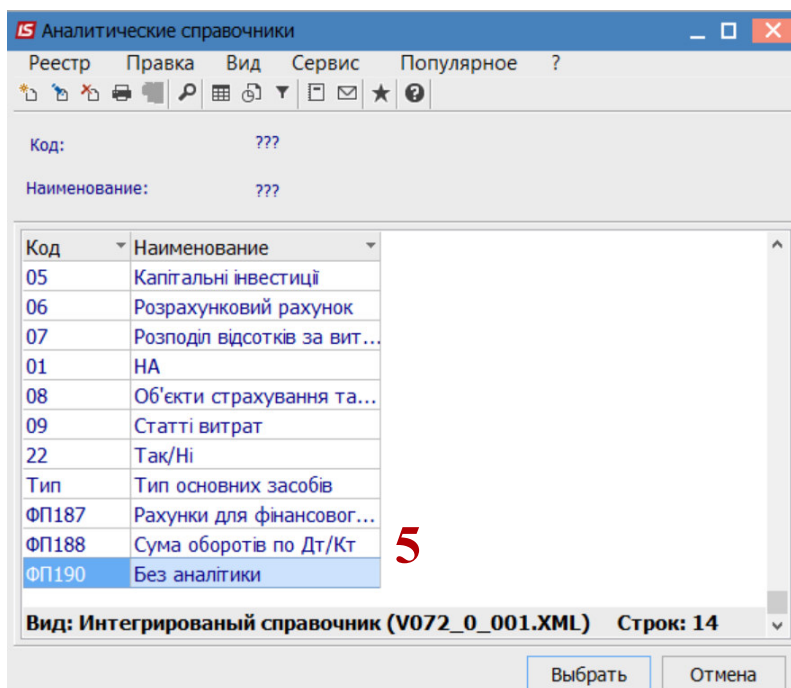 IS Аналитические справочники
Реестр Правка Вид Сервис Популярное ?
Код: ???
Наименование: ???
Код Наименование
05 Капітальні інвестиції
06 Розрахунковий рахунок
07 Розподіл відсотків за вит...
01 НА
08 Об'єкти страхування та...
09 Статті витрат
22 Так/Ні
Тип Тип основних засобів
ФП187 Рахунки для фінансовог...
ФП188 Сума оборотів по Дт/Кт
5
ФП190 Без аналітики
Вид: Интегрированый справочник (V072_0_001.XML) Строк: 14
Выбрать Отмена